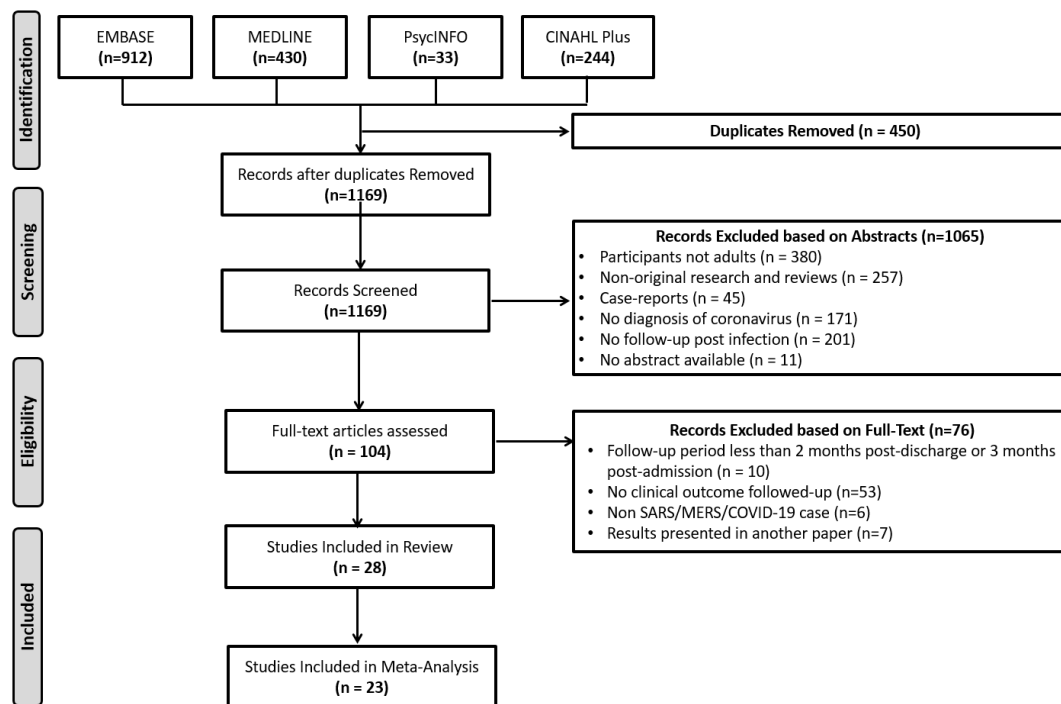 Identification
EMBASE
(n=912)
MEDLINE
(n=430)
PsycINFO
(n=33)
CINAHL Plus
(n=244)
Duplicates Removed (n = 450)
Records after duplicates Removed
(n=1169)
Screening
Records Screened
(n=1169)
Records Excluded based on Abstracts (n=1065)
• Participants not adults (n = 380)
• Non-original research and reviews (n = 257)
• Case-reports (n = 45)
• No diagnosis of coronavirus (n = 171)
• No follow-up post infection (n = 201)
• No abstract available (n = 11)
Eligibility
Full-text articles assessed
(n = 104)
Records Excluded based on Full-Text (n=76)
• Follow-up period less than 2 months post-discharge or 3 months
post-admission (n = 10)
• No clinical outcome followed-up (n=53)
• Non SARS/MERS/COVID-19 case (n=6)
• Results presented in another paper (n=7)
Included
Studies Included in Review
(n = 28)
Studies Included in Meta-Analysis
(n = 23)